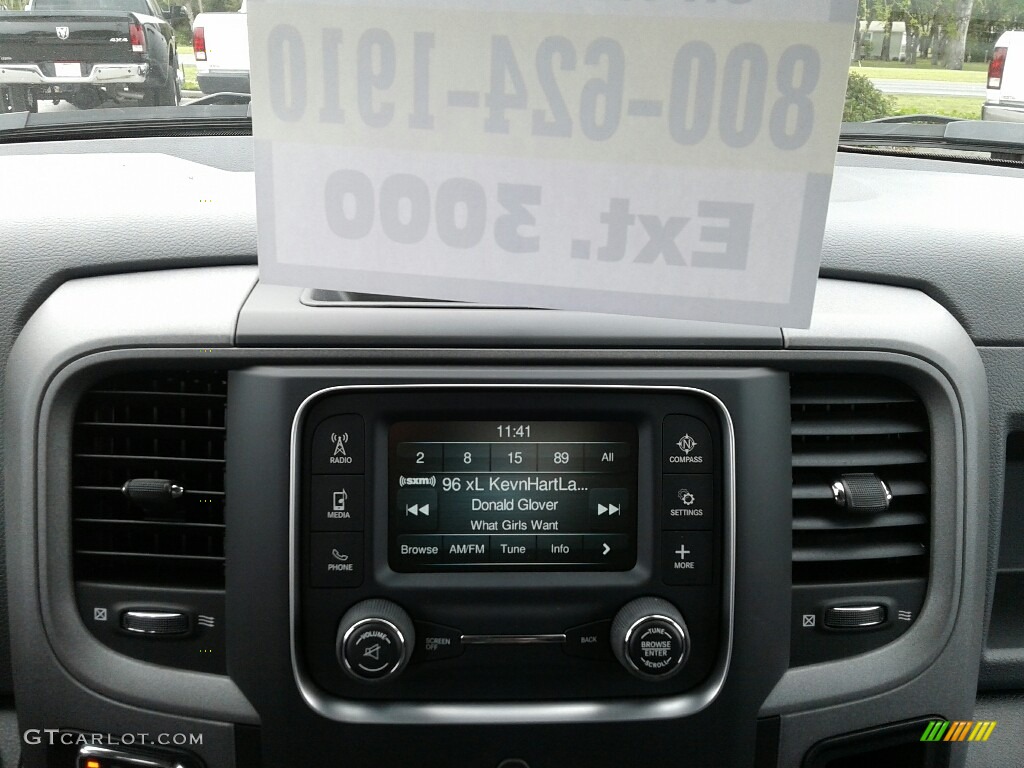 4x4
800-624-1910
Ext. 3000
11:41
2 8 15 89 All
((sxm)) 96 xL KevnHartLa...
Donald Glover
What Girls Want
Browse AM/FM Tune Info
RADIO
MEDIA
PHONE
N
COMPASS
SETTINGS
MORE
VOLUME
SCREEN OFF
BACK
TUNE
BROWSE
ENTER
SCROLL
GTCARLOT.COM